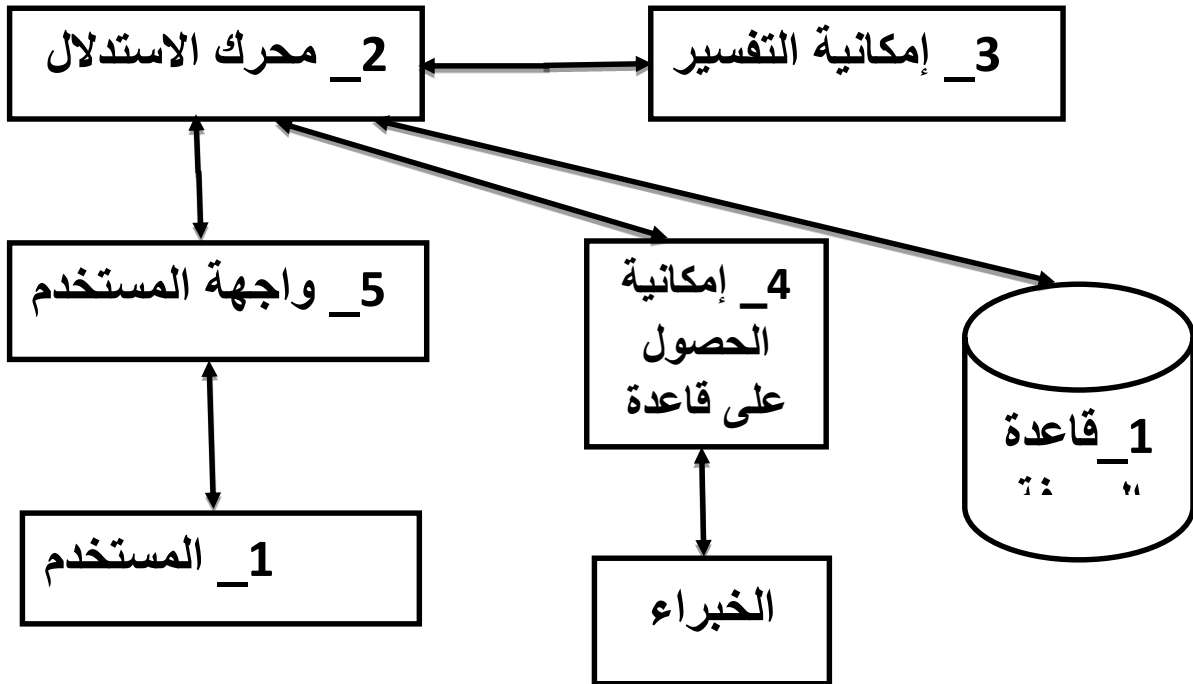 2_ محرك الاستدلال
3_ إمكانية التفسير
5_ واجهة المستخدم
4_ إمكانية
الحصول
على قاعدة
1_قاعدة
1_ المستخدم
الخبراء